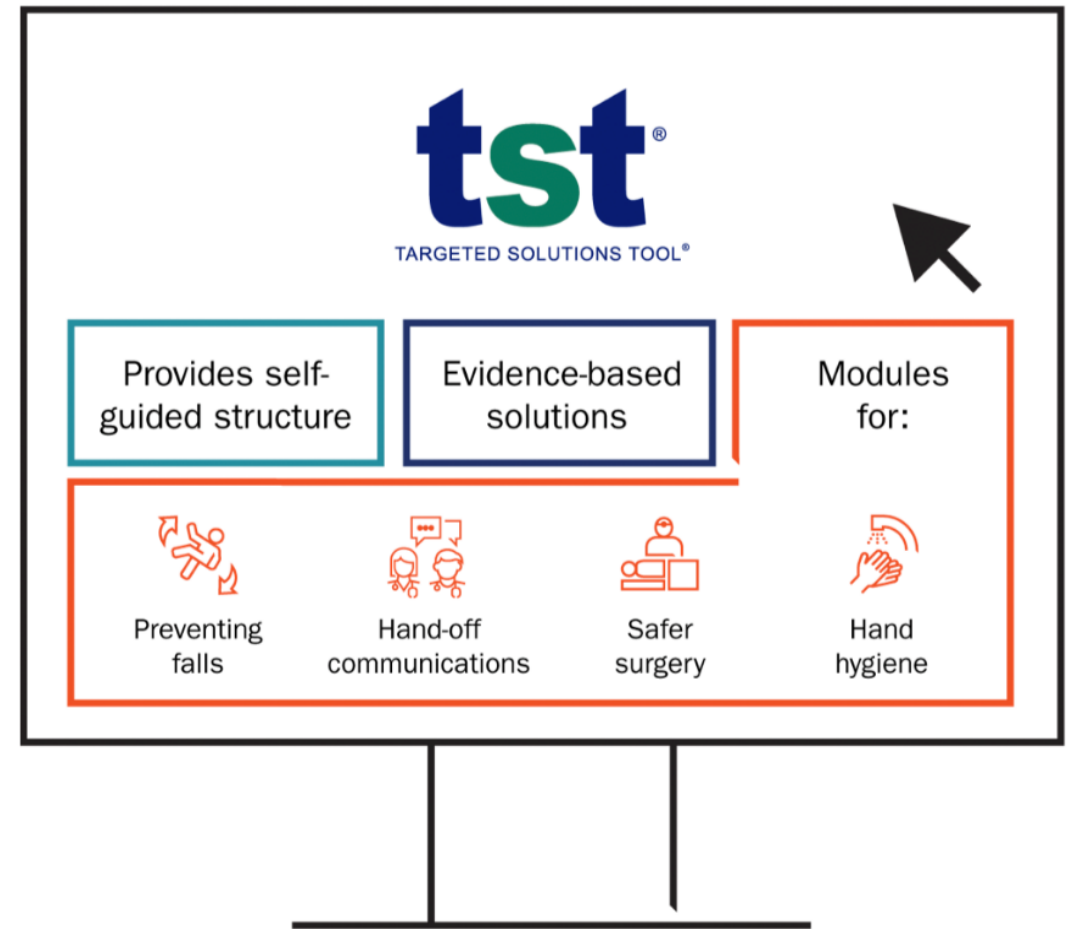 tst®
TARGETED SOLUTIONS TOOL®
Provides self-
guided structure
Evidence-based
solutions
Modules
for:
Preventing
falls
Hand-off
communications
Safer
surgery
Hand
hygiene